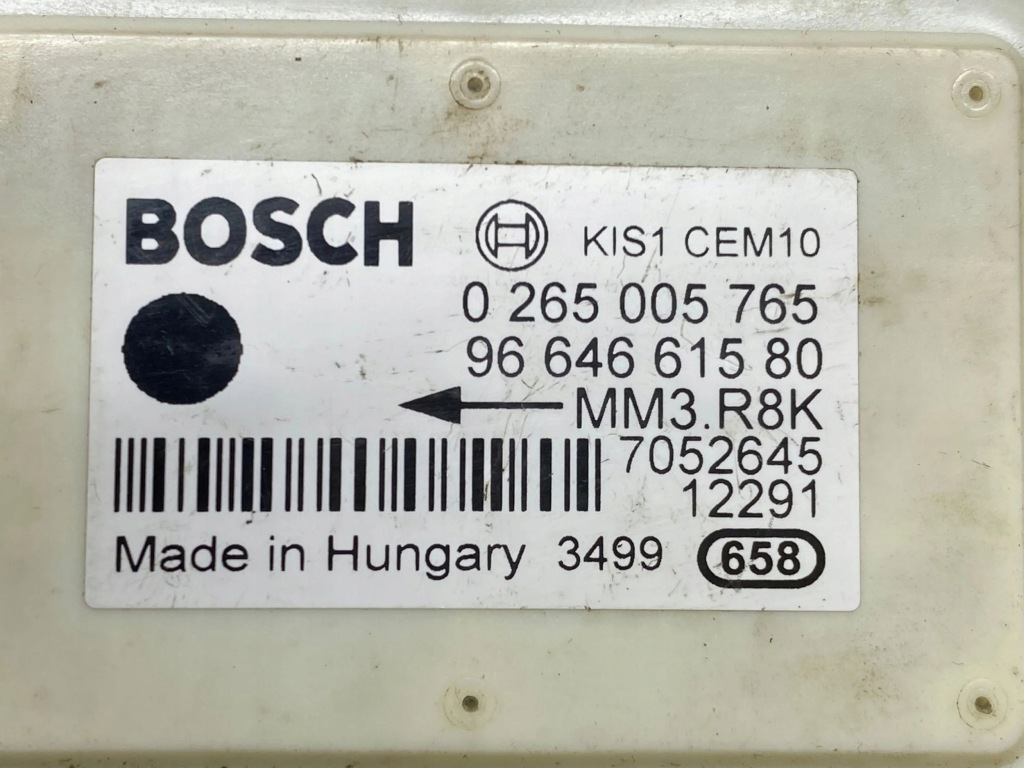 BOSCH KIS1 CEM10
0 265 005 765
96 646 615 80
MM3.R8K
7052645
12291
Made in Hungary 3499 658